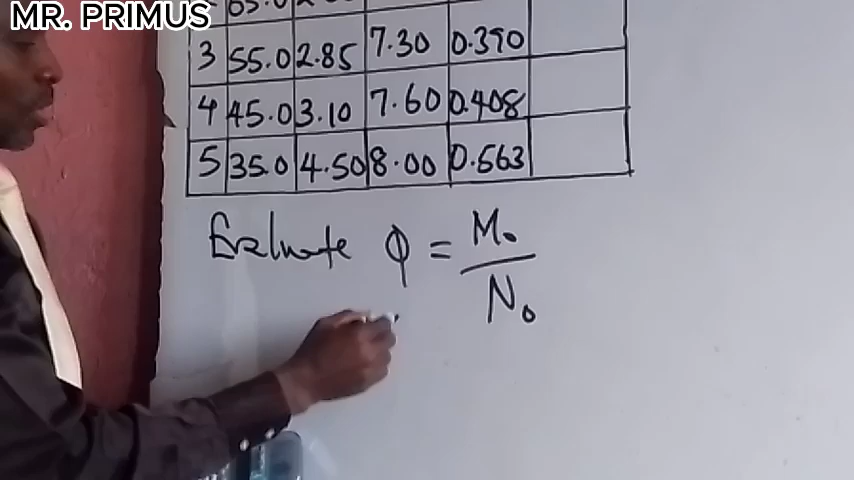 MR. PRIMUS
3 55.0 2.85 7.30 0.390
4 45.0 3.10 7.60 0.408
5 35.0 4.50 8.00 0.563
Evaluate φ = M₀
N₀